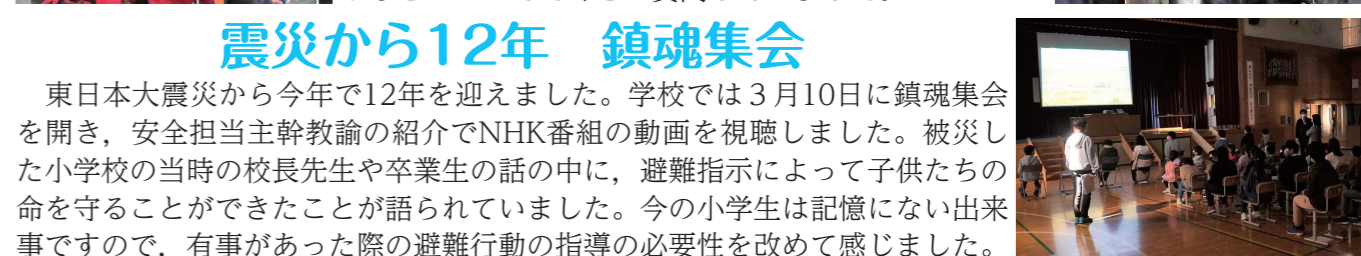 震災から12年　鎮魂集会
　東日本大震災から今年で12年を迎えました。学校では３月10日に鎮魂集会
を開き，安全担当主幹教諭の紹介でNHK番組の動画を視聴しました。被災し
た小学校の当時の校長先生や卒業生の話の中に，避難指示によって子供たちの
命を守ることができたことが語られていました。今の小学生は記憶にない出来
事ですので，有事があった際の避難行動の指導の必要性を改めて感じました。